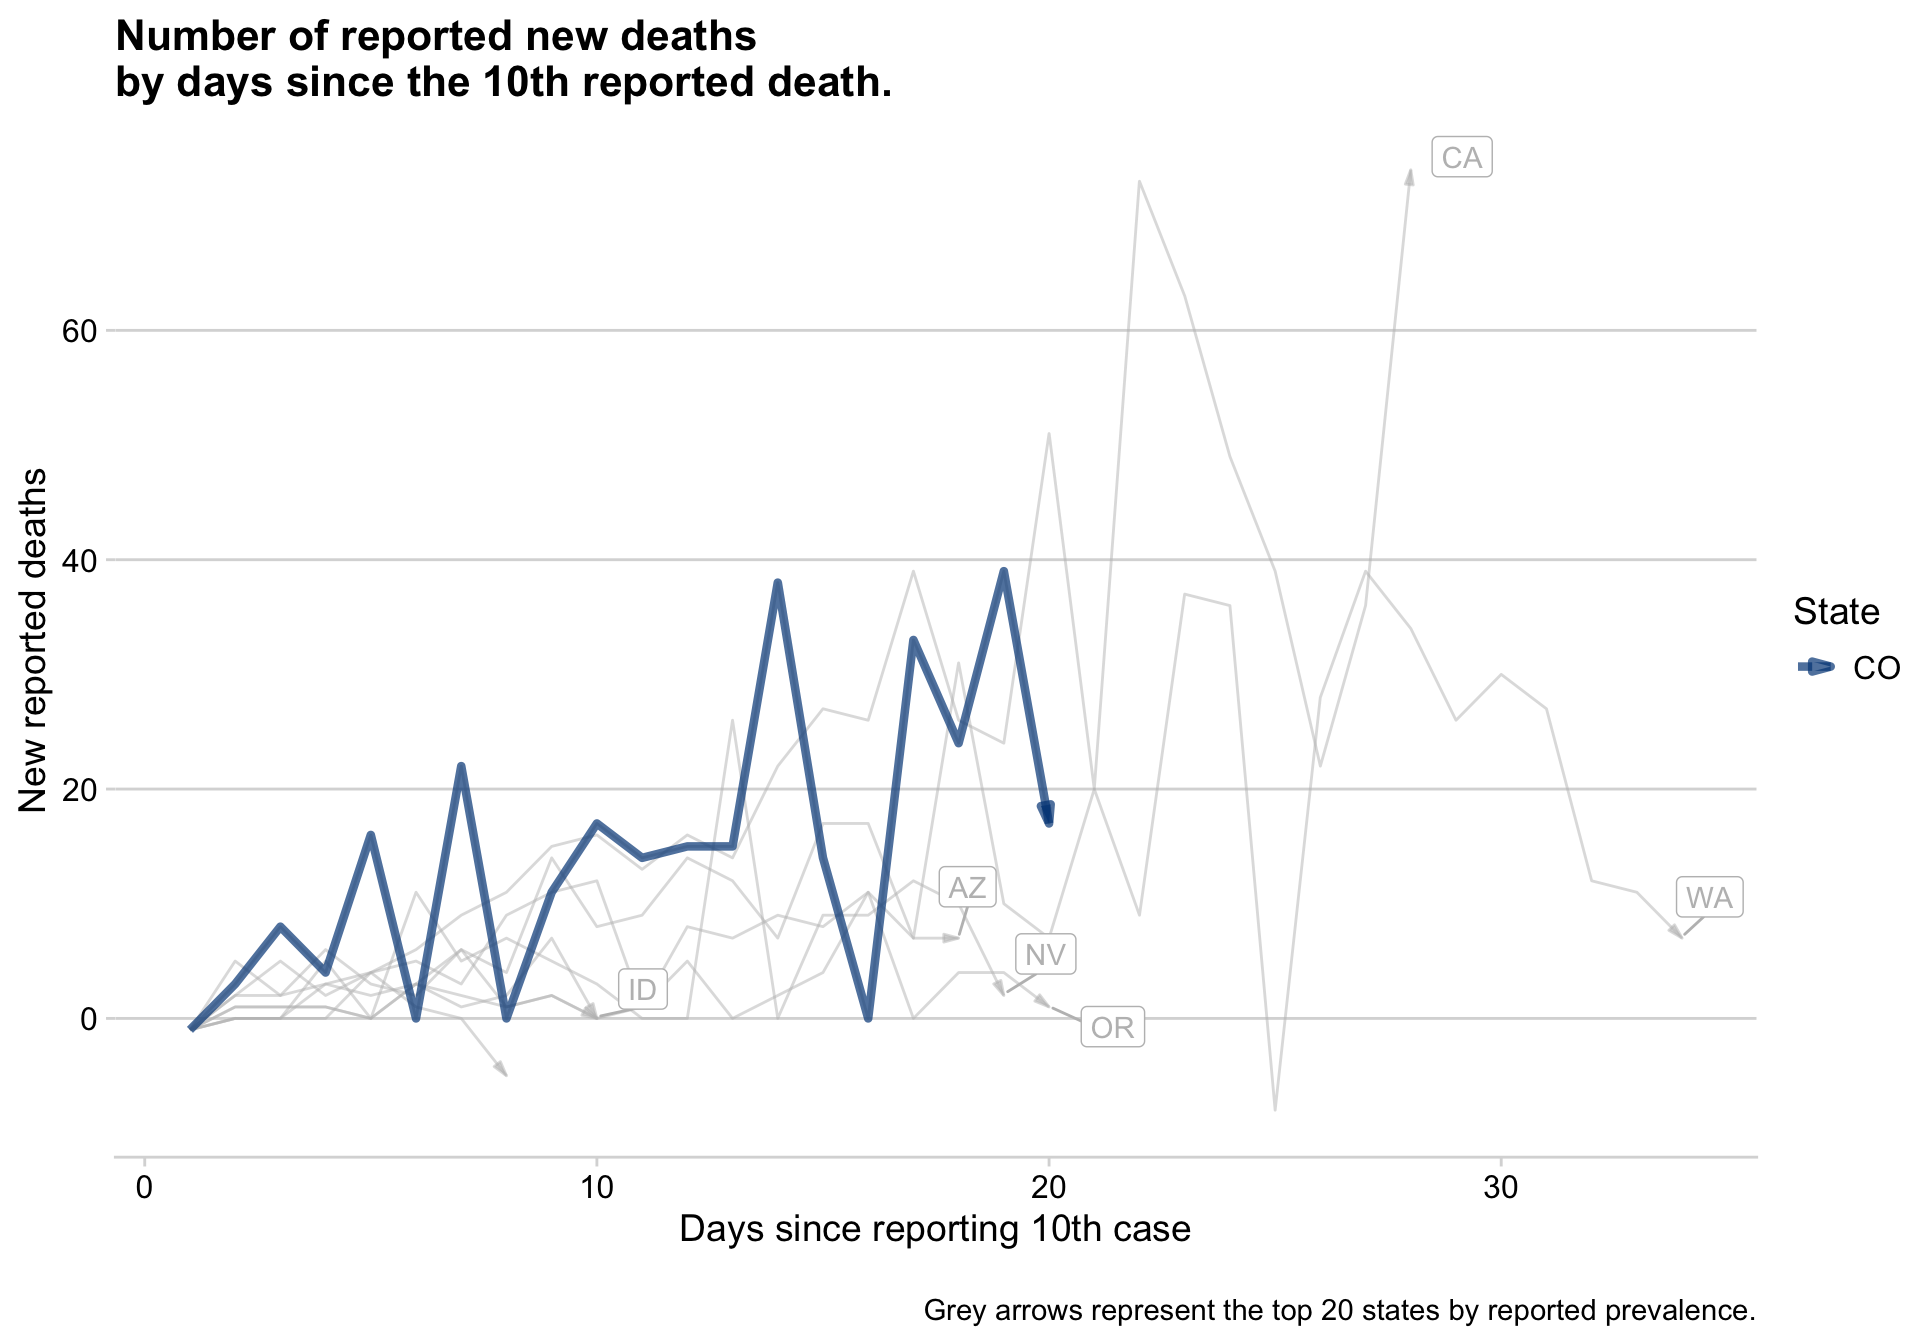 Number of reported new deaths
by days since the 10th reported death.
CA
60
40
20
0
New reported deaths
State
CO
AZ
WA
NV
ID
OR
0 10 20 30
Days since reporting 10th case
Grey arrows represent the top 20 states by reported prevalence.